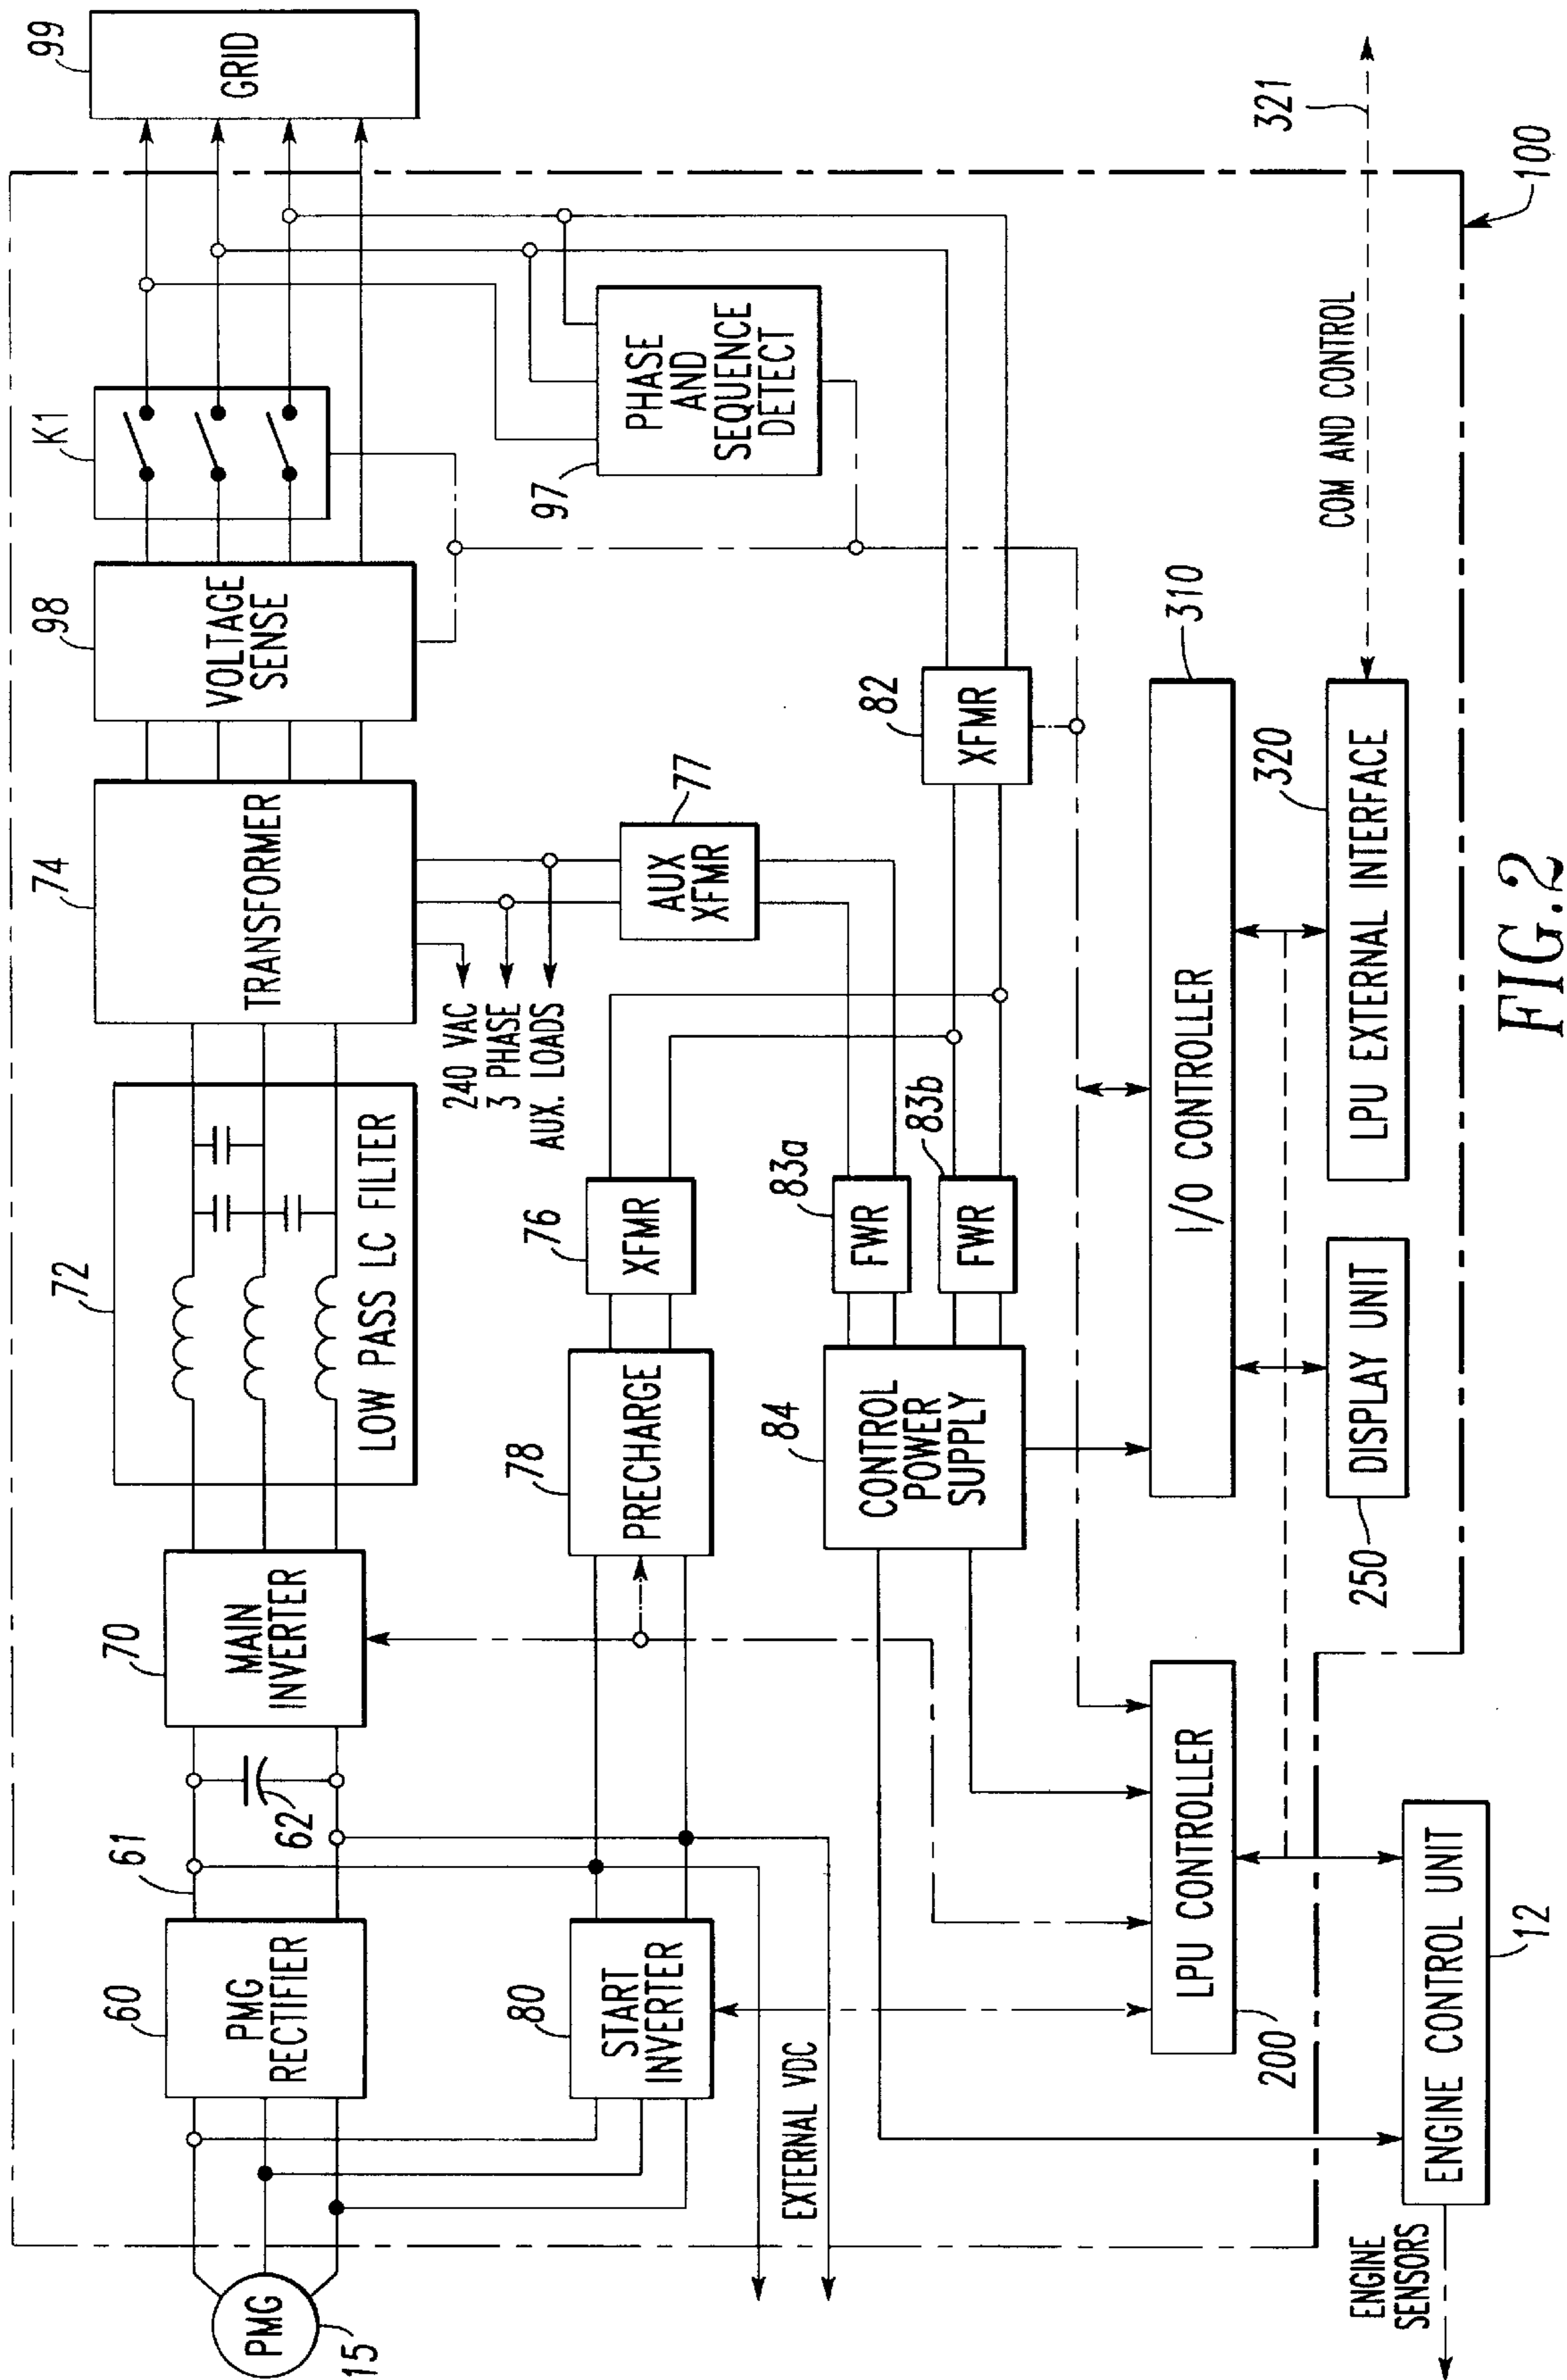 99
GRID
K1
98
VOLTAGE
SENSE
74
TRANSFORMER
72
LOW PASS LC FILTER
70
MAIN
INVERTER
62
61
60
PMG
RECTIFIER
PMG
15
97
PHASE
AND
SEQUENCE
DETECT
77
AUX
XFMR
240 VAC
3 PHASE
AUX. LOADS
76
XFMR
78
PRECHARGE
80
START
INVERTER
EXTERNAL VDC
82
XFMR
83a
FWR
83b
FWR
84
CONTROL
POWER
SUPPLY
310
I/O CONTROLLER
LPU CONTROLLER
200
COM AND CONTROL
321
320
LPU EXTERNAL INTERFACE
DISPLAY UNIT
250
ENGINE CONTROL UNIT
12
ENGINE
SENSORS
100
FIG.2